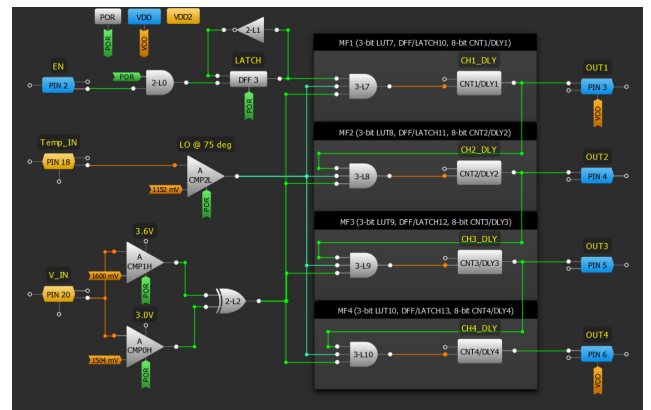 POR
VDD
VDD2
POR
VDD
2-L1
MF1 (3-bit LUT7, DFF/LATCH10, 8-bit CNT1/DLY1)
EN
PIN 2
POR
2-L0
LATCH
DFF 3
POR
3-L7
CH1_DLY
CNT1/DLY1
OUT1
PIN 3
VDD
Temp_IN
PIN 18
LO @ 75 deg
A
CMP2L
1152 mV
POR
MF2 (3-bit LUT8, DFF/LATCH11, 8-bit CNT2/DLY2)
CH2_DLY
3-L8
CNT2/DLY2
OUT2
PIN 4
MF3 (3-bit LUT9, DFF/LATCH12, 8-bit CNT3/DLY3)
CH3_DLY
3-L9
CNT3/DLY3
OUT3
PIN 5
V_IN
PIN 20
3.6V
A
CMP1H
1600 mV
POR
2-L2
3.0V
A
CMP0H
1504 mV
POR
MF4 (3-bit LUT10, DFF/LATCH13, 8-bit CNT4/DLY4)
CH4_DLY
3-L10
CNT4/DLY4
OUT4
PIN 6
VDD